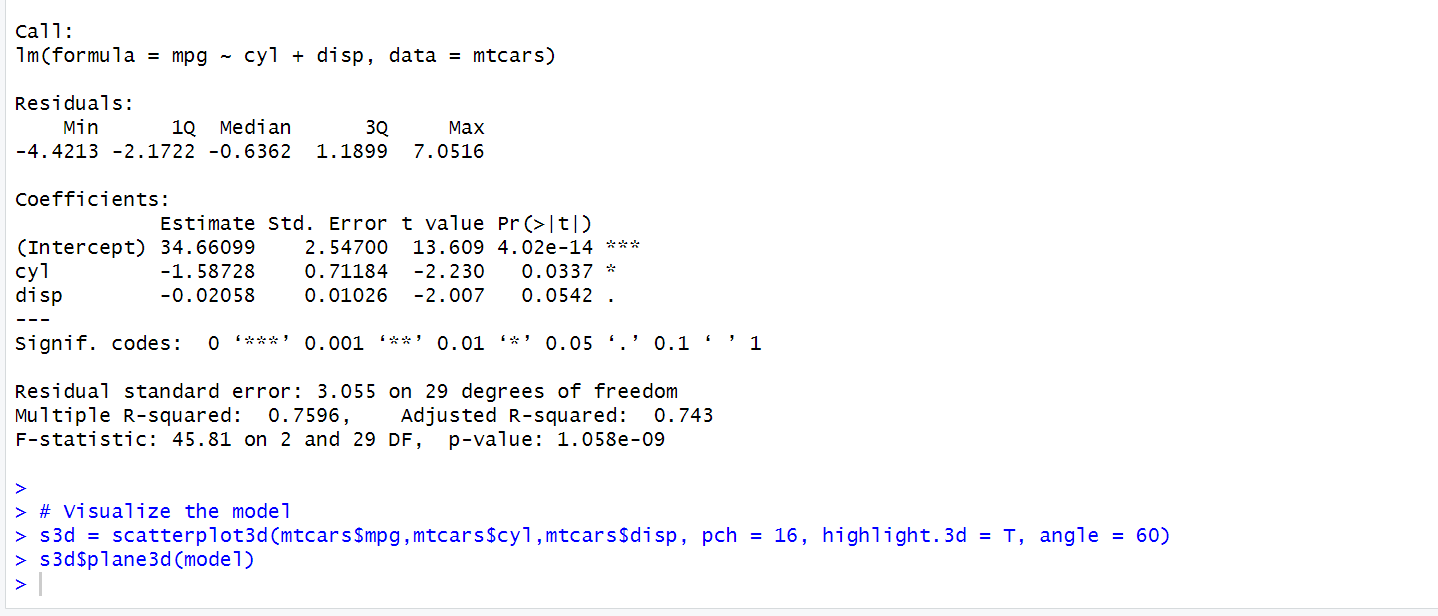 Call:
lm(formula = mpg ~ cyl + disp, data = mtcars)
Residuals:
    Min      1Q  Median      3Q     Max
-4.4213 -2.1722 -0.6362  1.1899  7.0516
Coefficients:
            Estimate Std. Error t value Pr(>|t|)
(Intercept) 34.66099    2.54700  13.609 4.02e-14 ***
cyl         -1.58728    0.71184  -2.230   0.0337 *
disp        -0.02058    0.01026  -2.007   0.0542 .
---
Signif. codes:  0 ‘***’ 0.001 ‘**’ 0.01 ‘*’ 0.05 ‘.’ 0.1 ‘ ’ 1
Residual standard error: 3.055 on 29 degrees of freedom
Multiple R-squared:  0.7596,    Adjusted R-squared:  0.743
F-statistic: 45.81 on 2 and 29 DF,  p-value: 1.058e-09
>
> # Visualize the model
> s3d = scatterplot3d(mtcars$mpg,mtcars$cyl,mtcars$disp, pch = 16, highlight.3d = T, angle = 60)
> s3d$plane3d(model)
>